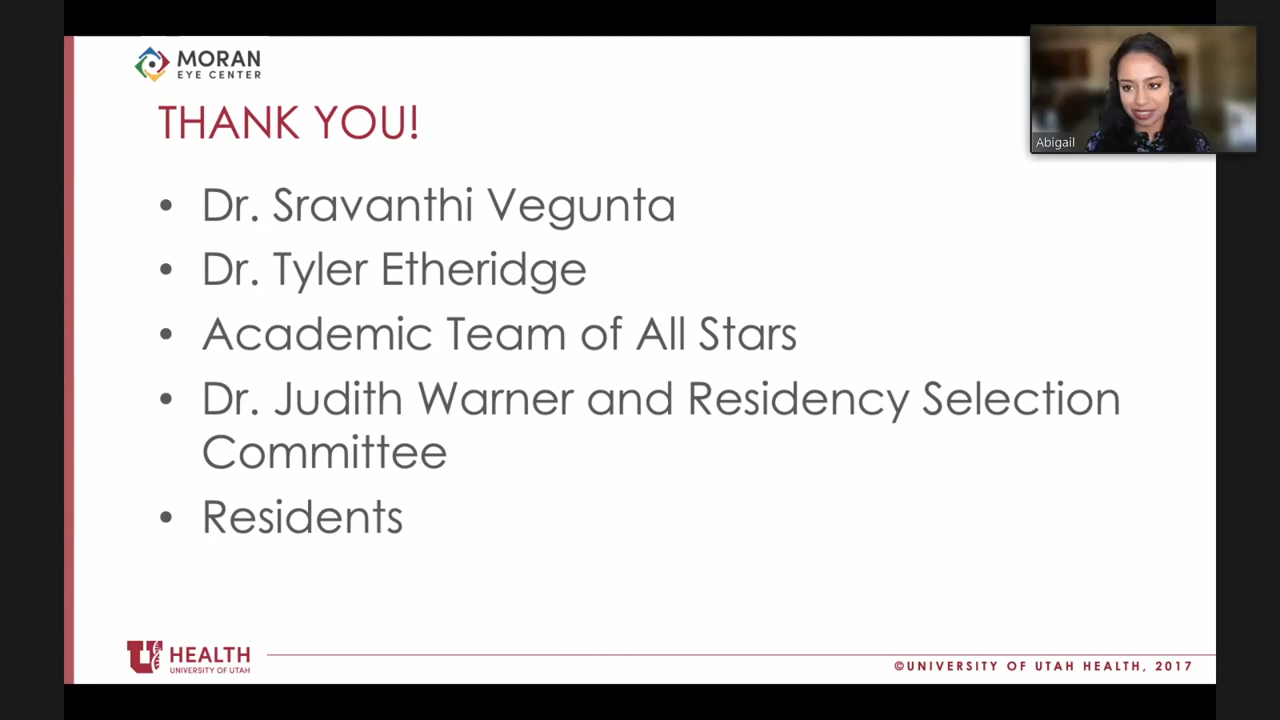 MORAN
EYE CENTER
THANK YOU!
Abigail
• Dr. Sravanthi Vegunta
• Dr. Tyler Etheridge
• Academic Team of All Stars
• Dr. Judith Warner and Residency Selection
Committee
• Residents
U HEALTH
UNIVERSITY OF UTAH
©UNIVERSITY OF UTAH HEALTH, 2017